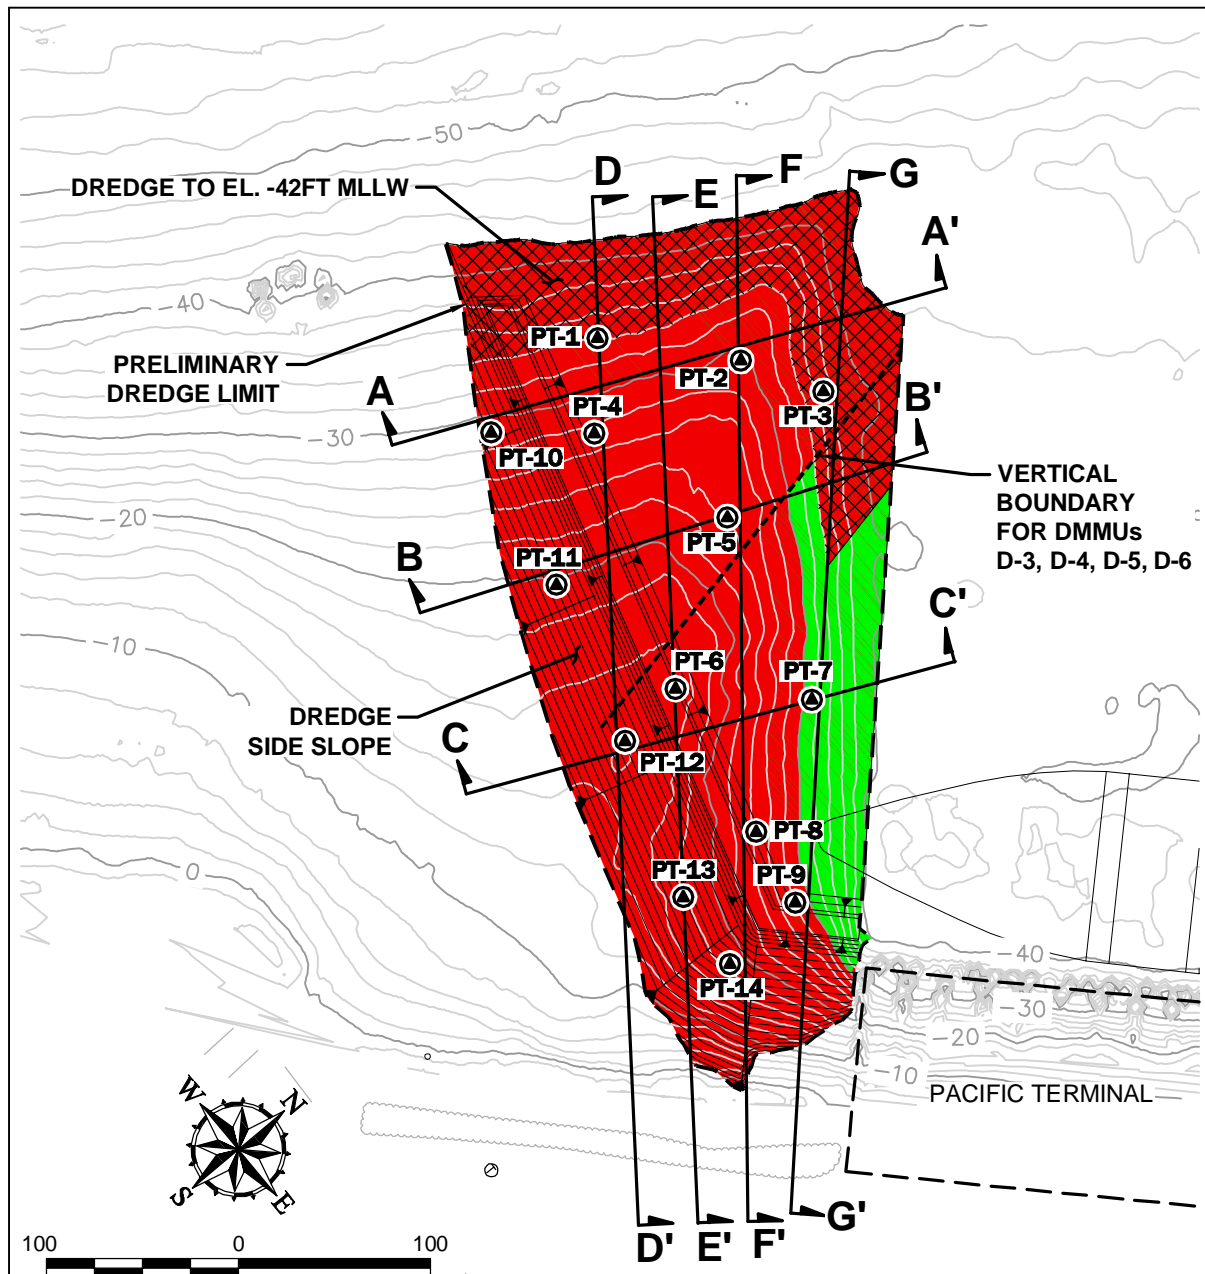 -50
D
E
F
G
DREDGE TO EL. -42FT MLLW
A'
-40
PT-1
PRELIMINARY
DREDGE LIMIT
PT-2
A
PT-3
B'
PT-4
-30
PT-10
VERTICAL
BOUNDARY
FOR DMMUs
D-3, D-4, D-5, D-6
-20
PT-5
PT-11
B
C'
-10
PT-6
PT-7
DREDGE
SIDE SLOPE
C
PT-12
PT-8
0
PT-13
PT-9
-40
PT-14
-30
-20
-10
PACIFIC TERMINAL
W
N
S
E
D'
E'
F'
G'
100
0
100